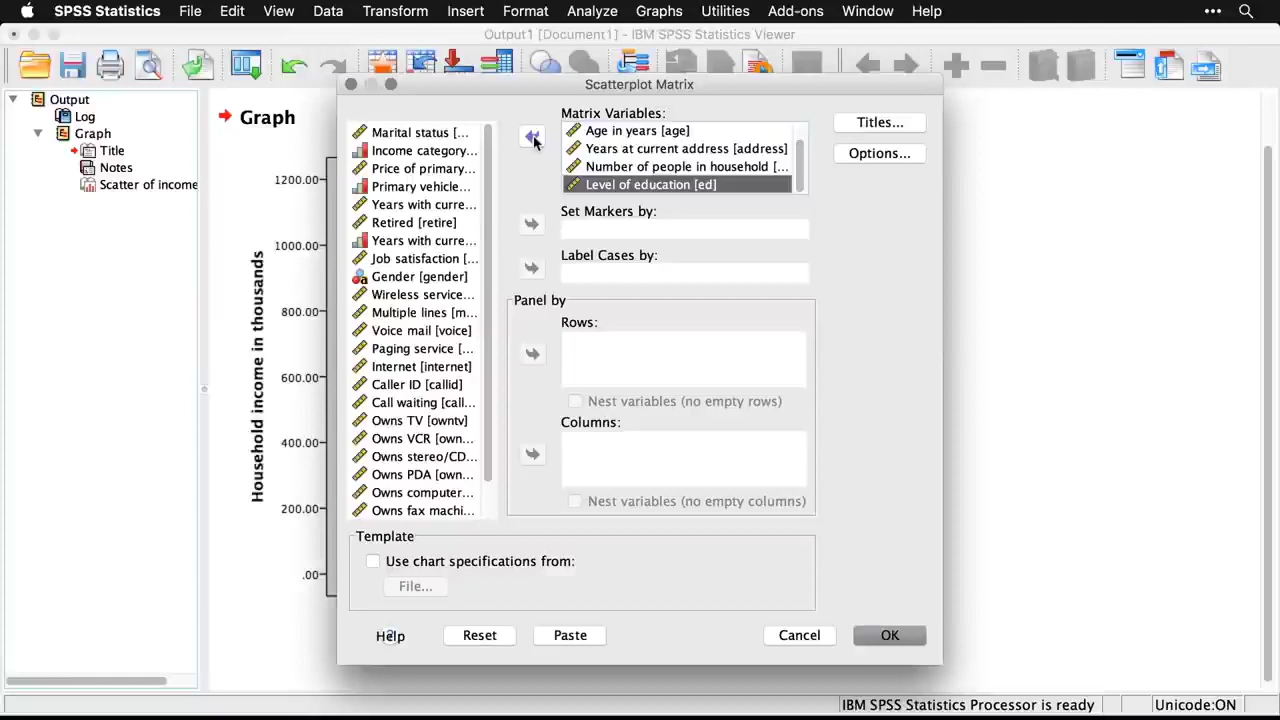 SPSS Statistics File Edit View Data Transform Insert Format Analyze Graphs Utilities Add-ons Window Help
Output1 [Document1] - IBM SPSS Statistics Viewer
Output
Log
Graph
Title
Notes
Scatter of income
Graph
Household income in thousands
1200.00
1000.00
800.00
600.00
400.00
200.00
.00
Scatterplot Matrix
Marital status [...
Income category...
Price of primary...
Primary vehicle...
Years with curre...
Retired [retire]
Years with curre...
Job satisfaction [...
Gender [gender]
Wireless service...
Multiple lines [m...
Voice mail [voice]
Paging service [...
Internet [internet]
Caller ID [callid]
Call waiting [call...
Owns TV [owntv]
Owns VCR [own...
Owns stereo/CD...
Owns PDA [own...
Owns computer...
Owns fax machi...
Matrix Variables:
Age in years [age]
Years at current address [address]
Number of people in household [...
Level of education [ed]
Set Markers by:
Label Cases by:
Panel by
Rows:
Nest variables (no empty rows)
Columns:
Nest variables (no empty columns)
Titles...
Options...
Template
Use chart specifications from:
File...
Help
Reset
Paste
Cancel
OK
IBM SPSS Statistics Processor is ready
Unicode:ON